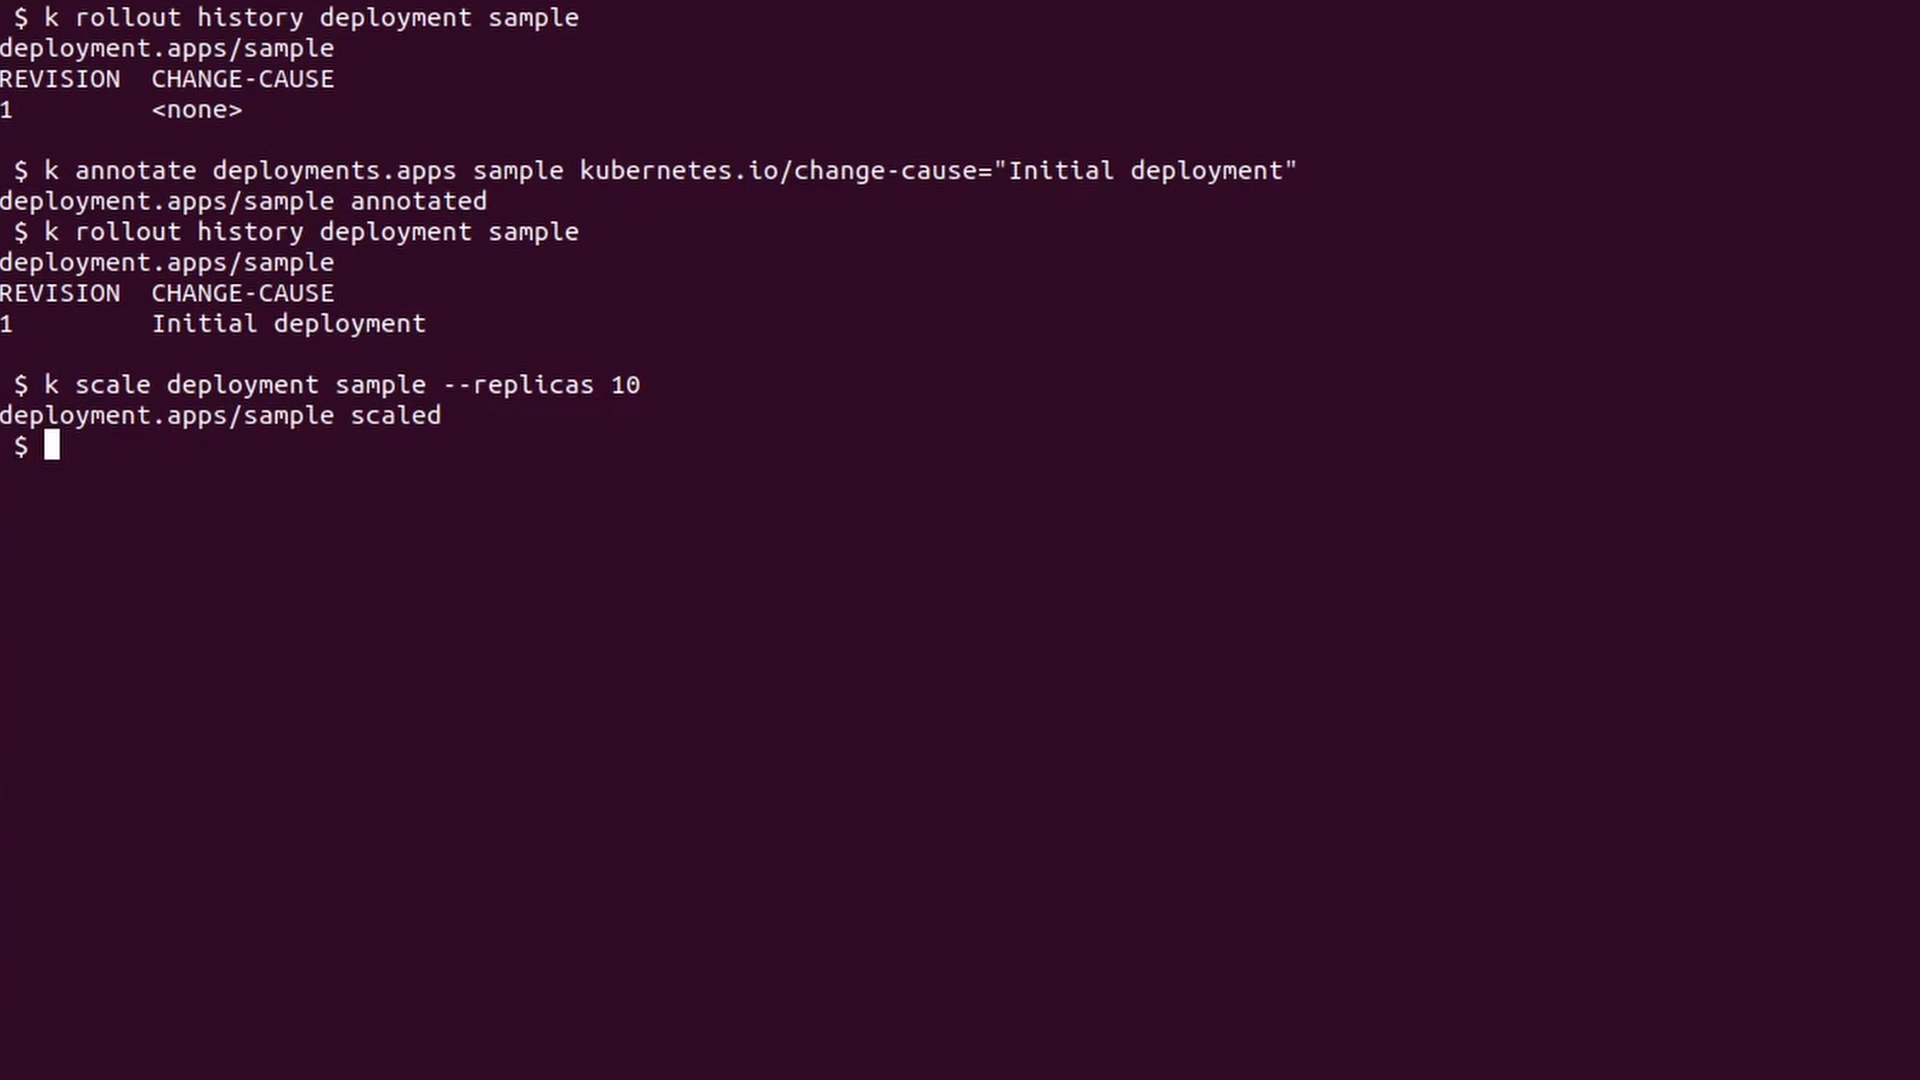 $ k rollout history deployment sample
deployment.apps/sample
REVISION  CHANGE-CAUSE
1         <none>
$ k annotate deployments.apps sample kubernetes.io/change-cause="Initial deployment"
deployment.apps/sample annotated
$ k rollout history deployment sample
deployment.apps/sample
REVISION  CHANGE-CAUSE
1         Initial deployment
$ k scale deployment sample --replicas 10
deployment.apps/sample scaled
$